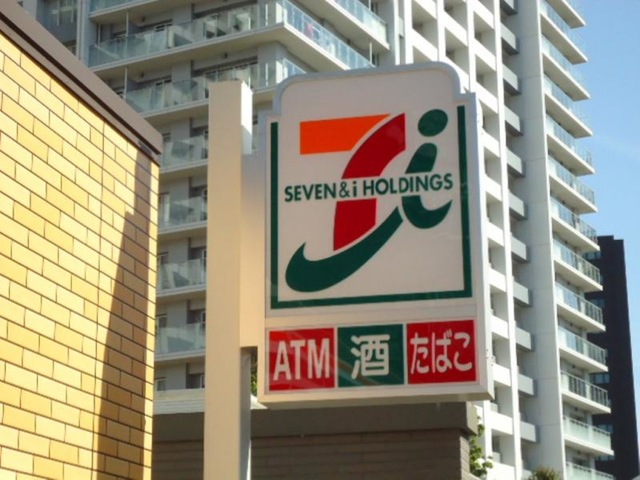 SEVEN&i HOLDINGS
ATM 酒 たばこ